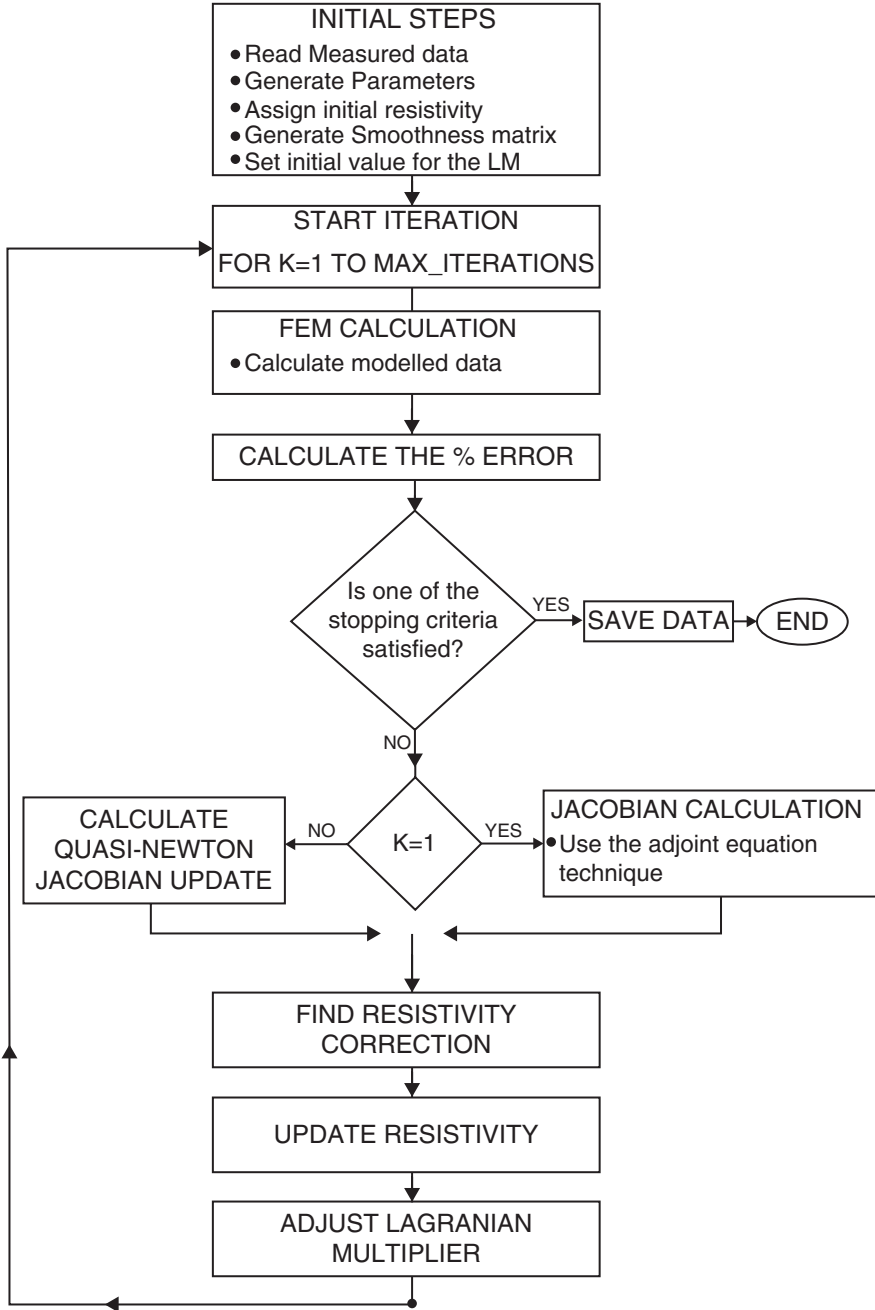 INITIAL STEPS
• Read Measured data
• Generate Parameters
• Assign initial resistivity
• Generate Smoothness matrix
• Set initial value for the LM
START ITERATION
FOR K=1 TO MAX_ITERATIONS
FEM CALCULATION
• Calculate modelled data
CALCULATE THE % ERROR
Is one of the
stopping criteria
satisfied?
YES
SAVE DATA
END
NO
CALCULATE
QUASI-NEWTON
JACOBIAN UPDATE
NO
K=1
YES
JACOBIAN CALCULATION
• Use the adjoint equation
technique
FIND RESISTIVITY
CORRECTION
UPDATE RESISTIVITY
ADJUST LAGRANIAN
MULTIPLIER